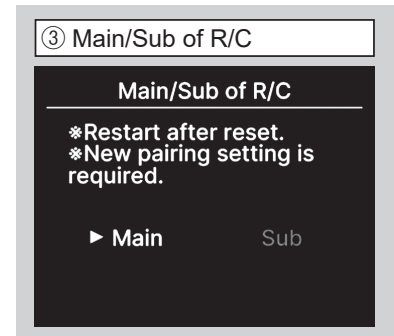 ③ Main/Sub of R/C
Main/Sub of R/C
※Restart after reset.
※New pairing setting is
required.
► Main Sub